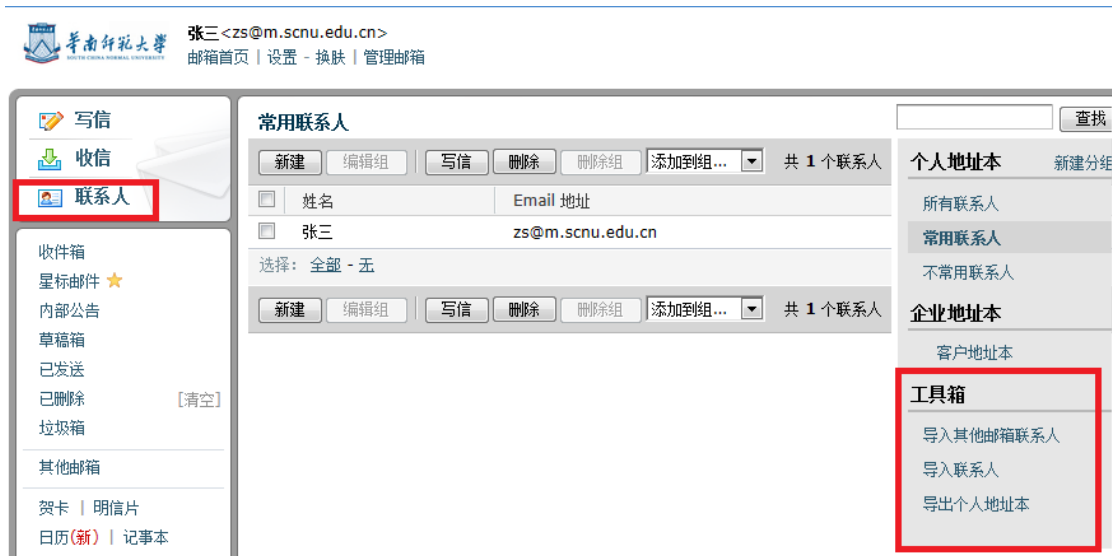 华南师范大学
SOUTH CHINA NORMAL UNIVERSITY
张三<zs@m.scnu.edu.cn>
邮箱首页 | 设置 - 换肤 | 管理邮箱
写信
收信
联系人
收件箱
星标邮件
内部公告
草稿箱
已发送
已删除 [清空]
垃圾箱
其他邮箱
贺卡 | 明信片
日历(新) | 记事本
常用联系人
新建 编辑组 写信 删除 删除组 添加到组... 共 1 个联系人
姓名 Email 地址
张三 zs@m.scnu.edu.cn
选择: 全部 - 无
新建 编辑组 写信 删除 删除组 添加到组... 共 1 个联系人
查找
个人地址本 新建分组
所有联系人
常用联系人
不常用联系人
企业地址本
客户地址本
工具箱
导入其他邮箱联系人
导入联系人
导出个人地址本